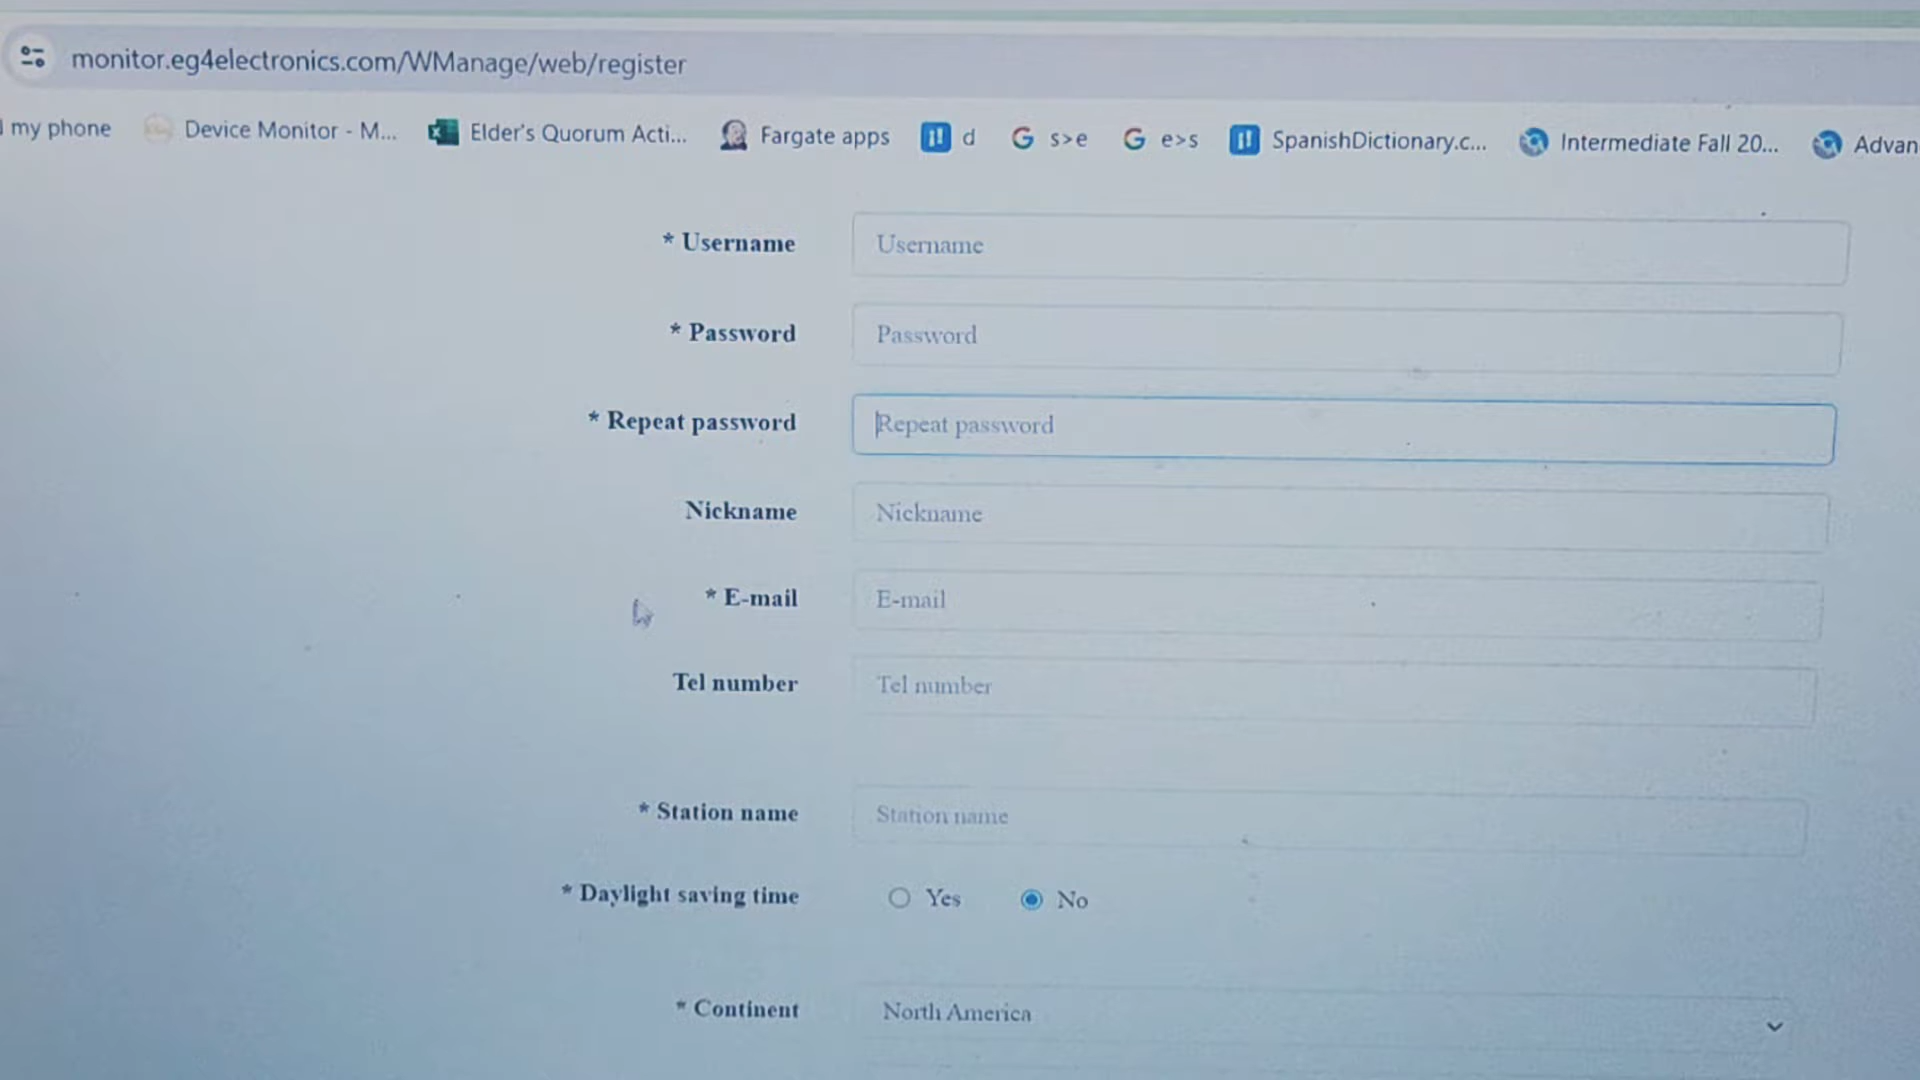 monitor.eg4electronics.com/WManage/web/register
my phone Device Monitor - M... Elder's Quorum Acti... Fargate apps d s>e e>s SpanishDictionary.c... Intermediate Fall 20... Advan
* Username Username
* Password Password
* Repeat password Repeat password
Nickname Nickname
* E-mail E-mail
Tel number Tel number
* Station name Station name
* Daylight saving time Yes No
* Continent North America